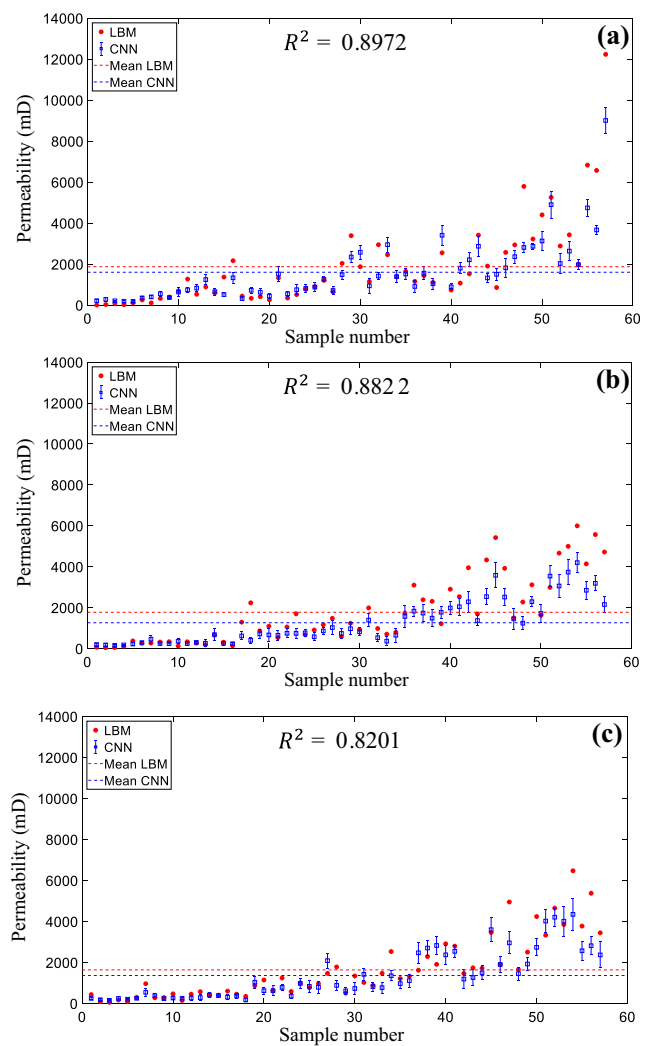 14000
12000
10000
8000
6000
4000
2000
0
Permeability (mD)
LBM
CNN
Mean LBM
Mean CNN
R² = 0.8972
(a)
0 10 20 30 40 50 60
Sample number
14000
12000
10000
8000
6000
4000
2000
0
Permeability (mD)
LBM
CNN
Mean LBM
Mean CNN
R² = 0.8822
(b)
0 10 20 30 40 50 60
Sample number
14000
12000
10000
8000
6000
4000
2000
0
Permeability (mD)
LBM
CNN
Mean LBM
Mean CNN
R² = 0.8201
(c)
0 10 20 30 40 50 60
Sample number